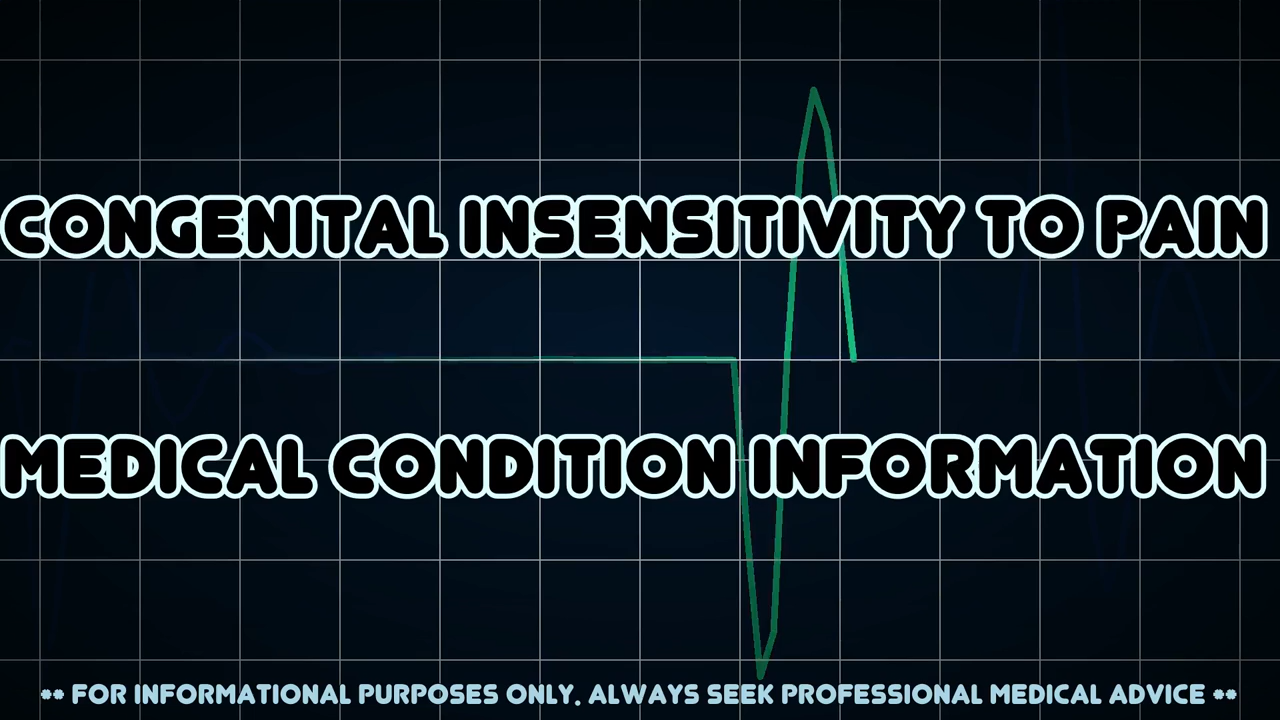 CONGENITAL INSENSITIVITY TO PAIN
MEDICAL CONDITION INFORMATION
** FOR INFORMATIONAL PURPOSES ONLY. ALWAYS SEEK PROFESSIONAL MEDICAL ADVICE **